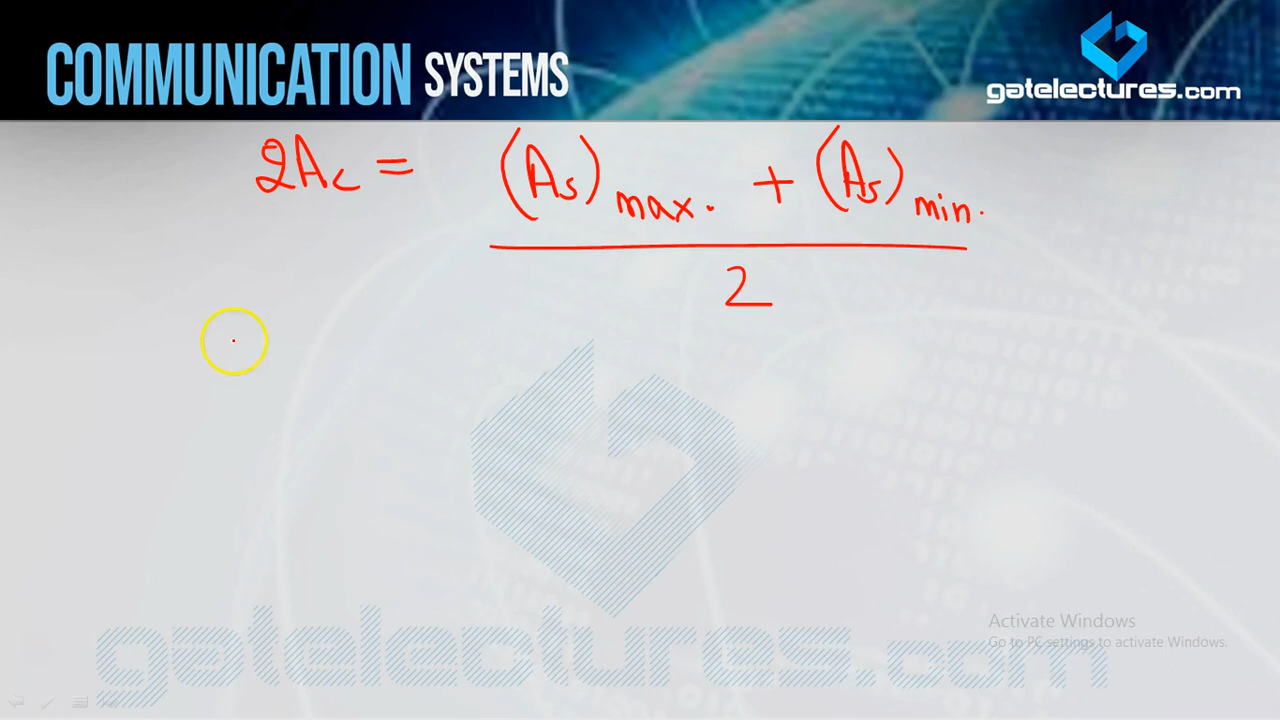 COMMUNICATION SYSTEMS
gatelectures.com
2Ac = (As)max. + (As)min.
2
Activate Windows
Go to PC settings to activate Windows.
gatelectures.com